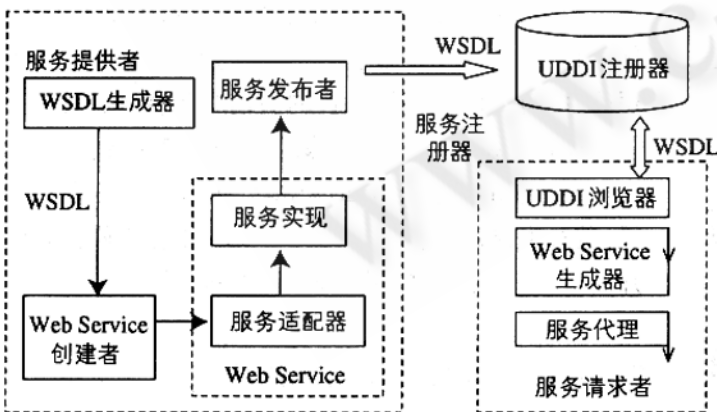 服务提供者
WSDL生成器
WSDL
Web Service
创建者
服务发布者
服务实现
服务适配器
Web Service
WSDL
UDDI注册器
服务注
册器
WSDL
UDDI浏览器
Web Service
生成器
服务代理
服务请求者
www.c